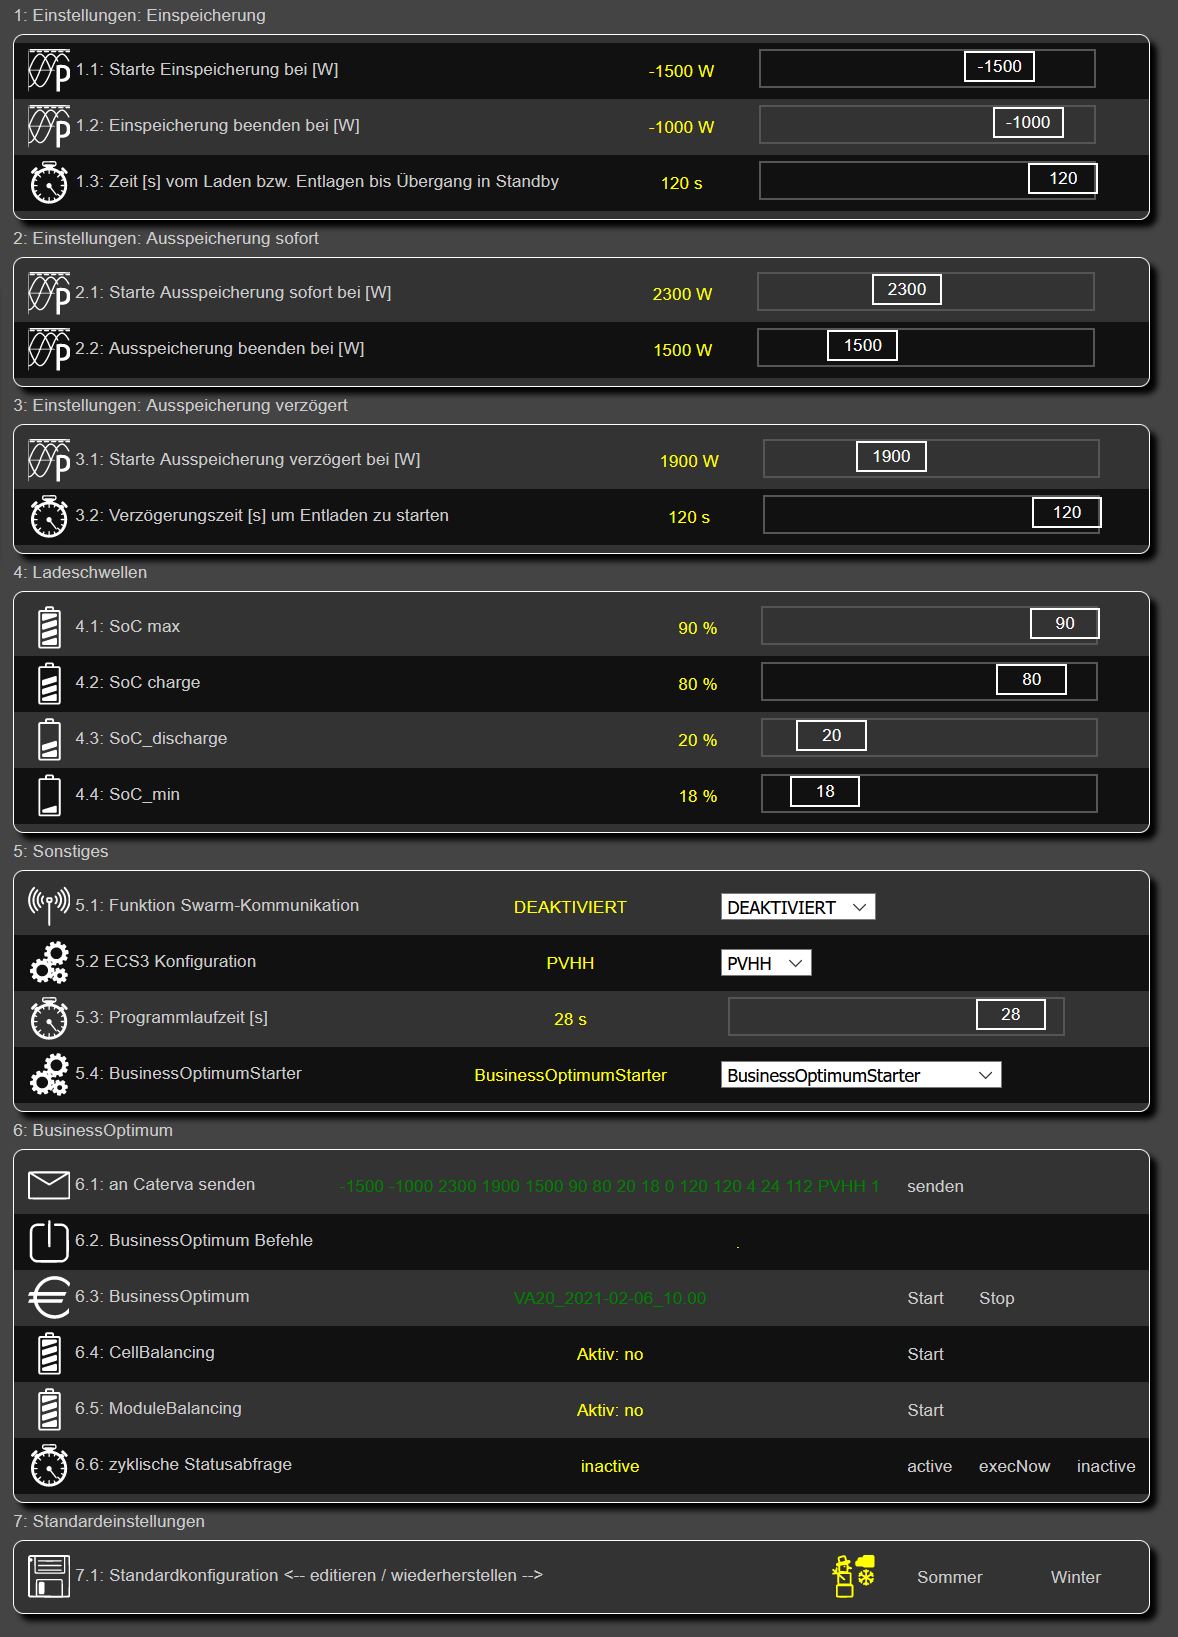 1: Einstellungen: Einspeicherung
1.1: Starte Einspeicherung bei [W] -1500 W -1500
1.2: Einspeicherung beenden bei [W] -1000 W -1000
1.3: Zeit [s] vom Laden bzw. Entlagen bis Übergang in Standby 120 s 120
2: Einstellungen: Ausspeicherung sofort
2.1: Starte Ausspeicherung sofort bei [W] 2300 W 2300
2.2: Ausspeicherung beenden bei [W] 1500 W 1500
3: Einstellungen: Ausspeicherung verzögert
3.1: Starte Ausspeicherung verzögert bei [W] 1900 W 1900
3.2: Verzögerungszeit [s] um Entladen zu starten 120 s 120
4: Ladeschwellen
4.1: SoC max 90 % 90
4.2: SoC charge 80 % 80
4.3: SoC_discharge 20 % 20
4.4: SoC_min 18 % 18
5: Sonstiges
5.1: Funktion Swarm-Kommunikation DEAKTIVIERT DEAKTIVIERT
5.2 ECS3 Konfiguration PVHH PVHH
5.3: Programmlaufzeit [s] 28 s 28
5.4: BusinessOptimumStarter BusinessOptimumStarter BusinessOptimumStarter
6: BusinessOptimum
6.1: an Caterva senden -1500 -1000 2300 1900 1500 90 80 20 18 0 120 120 4 24 112 PVHH 1 senden
6.2. BusinessOptimum Befehle .
6.3: BusinessOptimum VA20_2021-02-06_10.00 Start Stop
6.4: CellBalancing Aktiv: no Start
6.5: ModuleBalancing Aktiv: no Start
6.6: zyklische Statusabfrage inactive active execNow inactive
7: Standardeinstellungen
7.1: Standardkonfiguration <-- editieren / wiederherstellen --> Sommer Winter